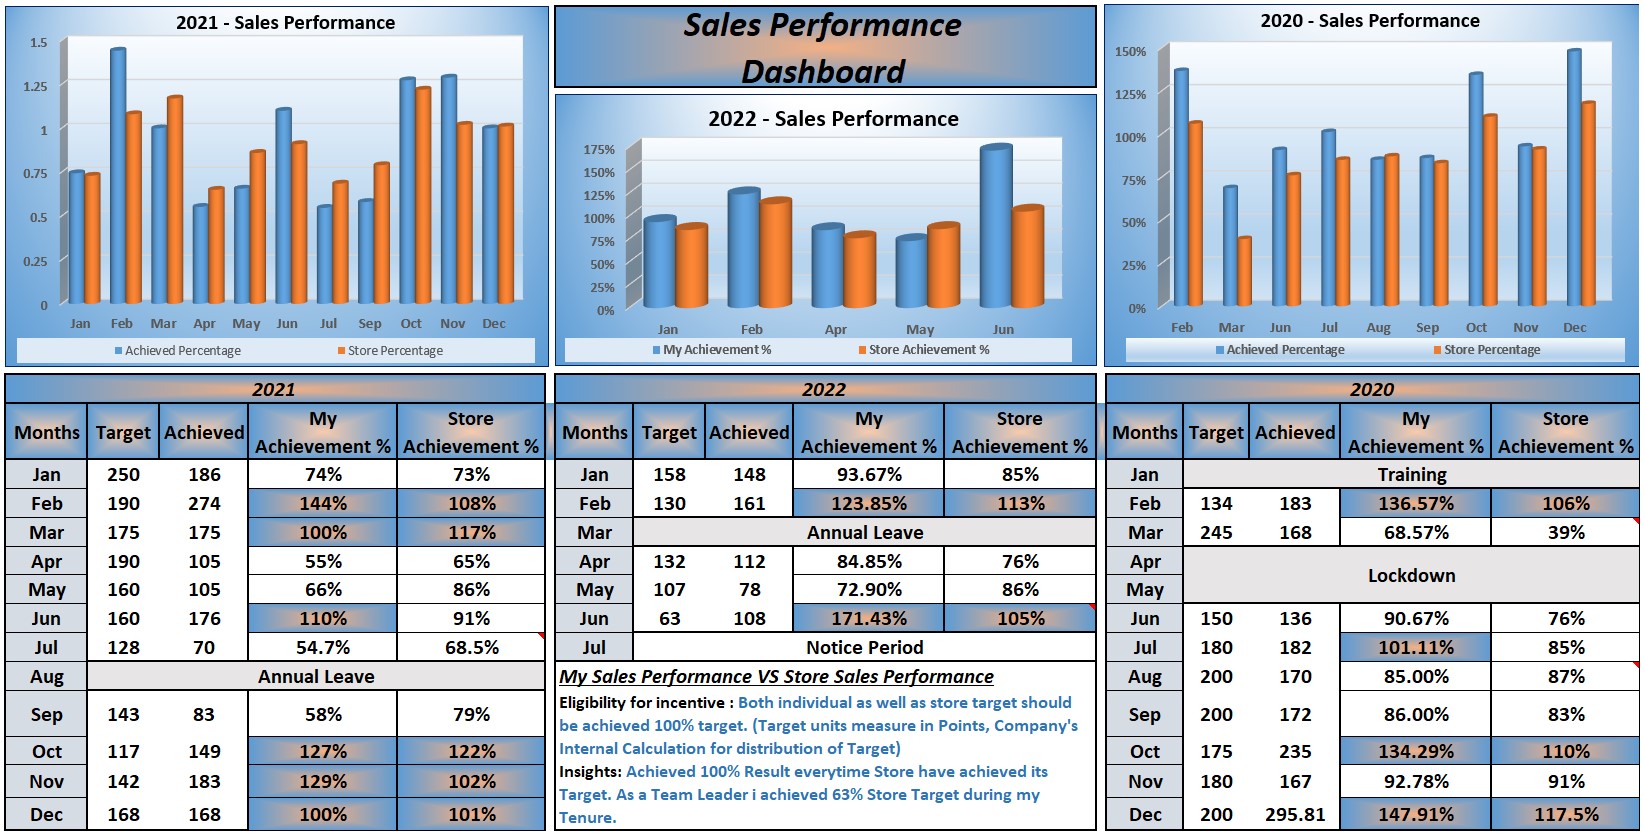 2021 - Sales Performance
1.5
1.25
1
0.75
0.5
0.25
0
Jan Feb Mar Apr May Jun Jul Sep Oct Nov Dec
Achieved Percentage Store Percentage
Sales Performance
Dashboard
2022 - Sales Performance
175%
150%
125%
100%
75%
50%
25%
0%
Jan Feb Apr May Jun
My Achievement % Store Achievement %
2020 - Sales Performance
150%
125%
100%
75%
50%
25%
0%
Feb Mar Jun Jul Aug Sep Oct Nov Dec
Achieved Percentage Store Percentage
2021
Months Target Achieved My Achievement % Store Achievement %
Jan 250 186 74% 73%
Feb 190 274 144% 108%
Mar 175 175 100% 117%
Apr 190 105 55% 65%
May 160 105 66% 86%
Jun 160 176 110% 91%
Jul 128 70 54.7% 68.5%
Aug Annual Leave
Sep 143 83 58% 79%
Oct 117 149 127% 122%
Nov 142 183 129% 102%
Dec 168 168 100% 101%
2022
Months Target Achieved My Achievement % Store Achievement %
Jan 158 148 93.67% 85%
Feb 130 161 123.85% 113%
Mar Annual Leave
Apr 132 112 84.85% 76%
May 107 78 72.90% 86%
Jun 63 108 171.43% 105%
Jul Notice Period
My Sales Performance VS Store Sales Performance
Eligibility for incentive : Both individual as well as store target should
be achieved 100% target. (Target units measure in Points, Company's
Internal Calculation for distribution of Target)
Insights: Achieved 100% Result everytime Store have achieved its
Target. As a Team Leader i achieved 63% Store Target during my
Tenure.
2020
Months Target Achieved My Achievement % Store Achievement %
Jan Training
Feb 134 183 136.57% 106%
Mar 245 168 68.57% 39%
Apr
Lockdown
May
Jun 150 136 90.67% 76%
Jul 180 182 101.11% 85%
Aug 200 170 85.00% 87%
Sep 200 172 86.00% 83%
Oct 175 235 134.29% 110%
Nov 180 167 92.78% 91%
Dec 200 295.81 147.91% 117.5%